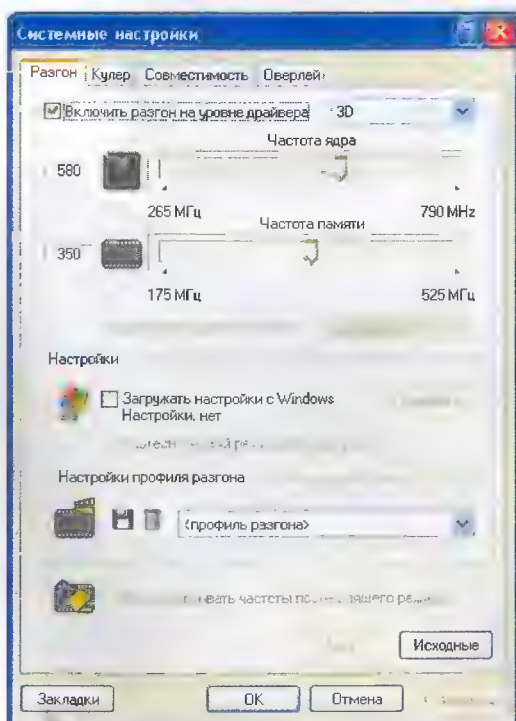 Системные настройки
Разгон Кулер Совместимость Оверлей
Включить разгон на уровне драйвера 3D
Частота ядра
580
265 МГц 790 MHz
Частота памяти
350
175 МГц 525 МГц
Настройки
Загружать настройки с Windows
Настройки, нет
Настройки профиля разгона
<профиль разгона>
частоты
Исходные
Закладки OK Отмена